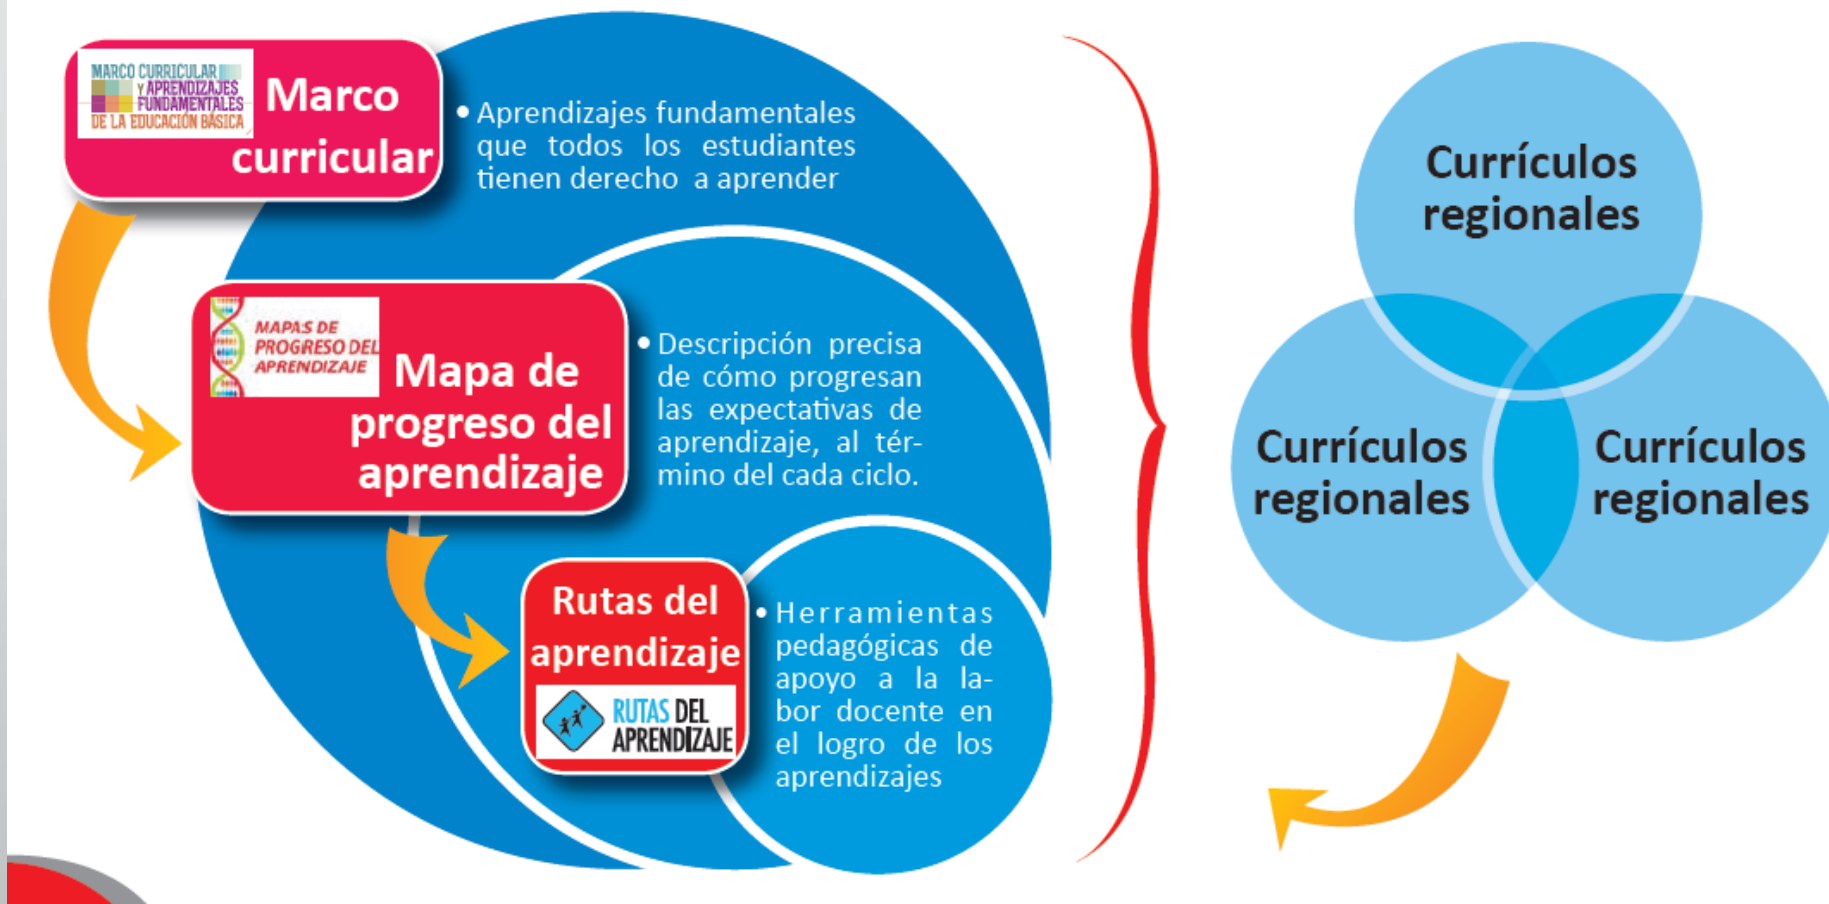 MARCO CURRICULAR
Y APRENDIZAJES
FUNDAMENTALES
DE LA EDUCACIÓN BÁSICA
Marco
curricular
• Aprendizajes fundamentales
que todos los estudiantes
tienen derecho a aprender
MAPAS DE
PROGRESO DEL
APRENDIZAJE
Mapa de
progreso del
aprendizaje
• Descripción precisa
de cómo progresan
las expectativas de
aprendizaje, al tér-
mino del cada ciclo.
Rutas del
aprendizaje
RUTAS DEL
APRENDIZAJE
• Herramientas
pedagógicas de
apoyo a la la-
bor docente en
el logro de los
aprendizajes
Currículos
regionales
Currículos
regionales
Currículos
regionales